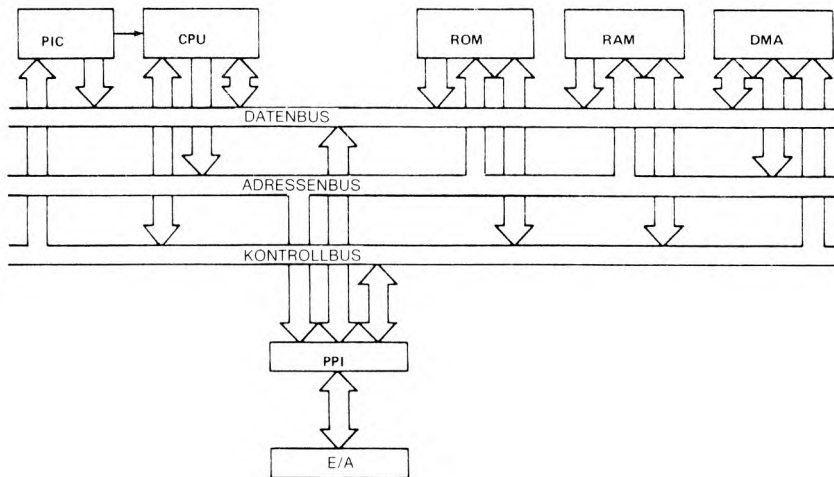 PIC
CPU
ROM
RAM
DMA
DATENBUS
ADRESSENBUS
KONTROLLBUS
PPI
E/A